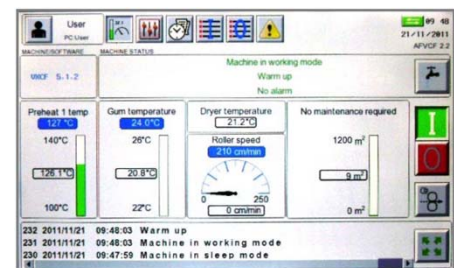 User
PC User
09 48
21/11/2011
AFVCF 2.2
MACHINE/SOFTWARE
MACHINE STATUS
VHCF 5.1.2
Machine in working mode
Warm up
No alarm
Preheat 1 temp
127 °C
140°C
126.1°C
100°C
Gum temperature
24.0°C
26°C
20.8°C
22°C
Dryer temperature
21.2°C
Roller speed
210 cm/min
0
250
0 cm/min
No maintenance required
1200 m²
9 m²
0 m²
232 2011/11/21 09:48:03 Warm up
231 2011/11/21 09:48:03 Machine in working mode
230 2011/11/21 09:47:59 Machine in sleep mode